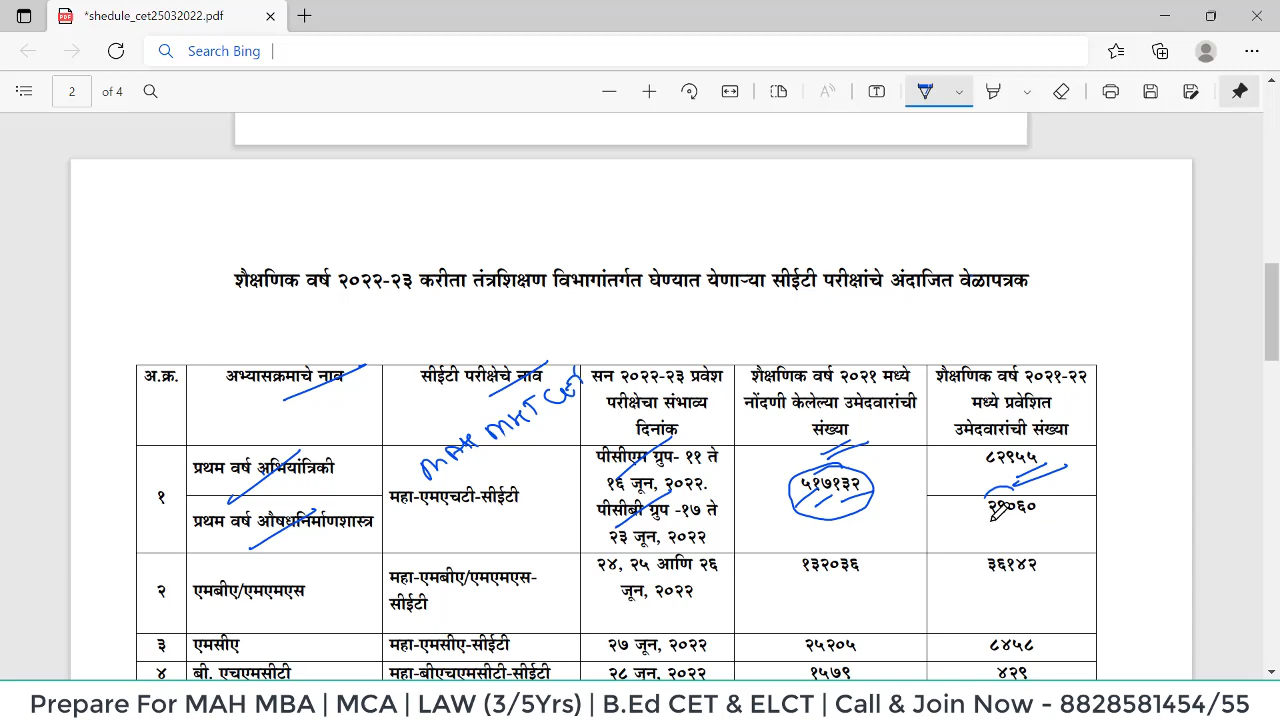 *shedule_cet25032022.pdf
Search Bing
2 of 4
शैक्षणिक वर्ष २०२२-२३ करीता तंत्रशिक्षण विभागांतर्गत घेण्यात येणाऱ्या सीईटी परीक्षांचे अंदाजित वेळापत्रक
अ.क्र.
अभ्यासक्रमाचे नाव
सीईटी परीक्षेचे नाव
सन २०२२-२३ प्रवेश
परीक्षेचा संभाव्य
दिनांक
शैक्षणिक वर्ष २०२१ मध्ये
नोंदणी केलेल्या उमेदवारांची
संख्या
शैक्षणिक वर्ष २०२१-२२
मध्ये प्रवेशित
उमेदवारांची संख्या
MAH MHT CET
१
प्रथम वर्ष अभियांत्रिकी
प्रथम वर्ष औषधनिर्माणशास्त्र
महा-एमएचटी-सीईटी
पीसीएम ग्रुप- ११ ते
१६ जून, २०२२.
पीसीबी ग्रुप -१७ ते
२३ जून, २०२२
५१७१३२
८२९५५
२
एमबीए/एमएमएस
महा-एमबीए/एमएमएस-
सीईटी
२४, २५ आणि २६
जून, २०२२
१३२०३६
३६१४२
३
एमसीए
महा-एमसीए-सीईटी
२७ जून, २०२२
२५२०५
८४५८
४
बी. एचएमसीटी
महा-बीएचएमसीटी-सीईटी
२८ जून, २०२२
१५७९
४२९
Prepare For MAH MBA | MCA | LAW (3/5Yrs) | B.Ed CET & ELCT | Call & Join Now - 8828581454/55